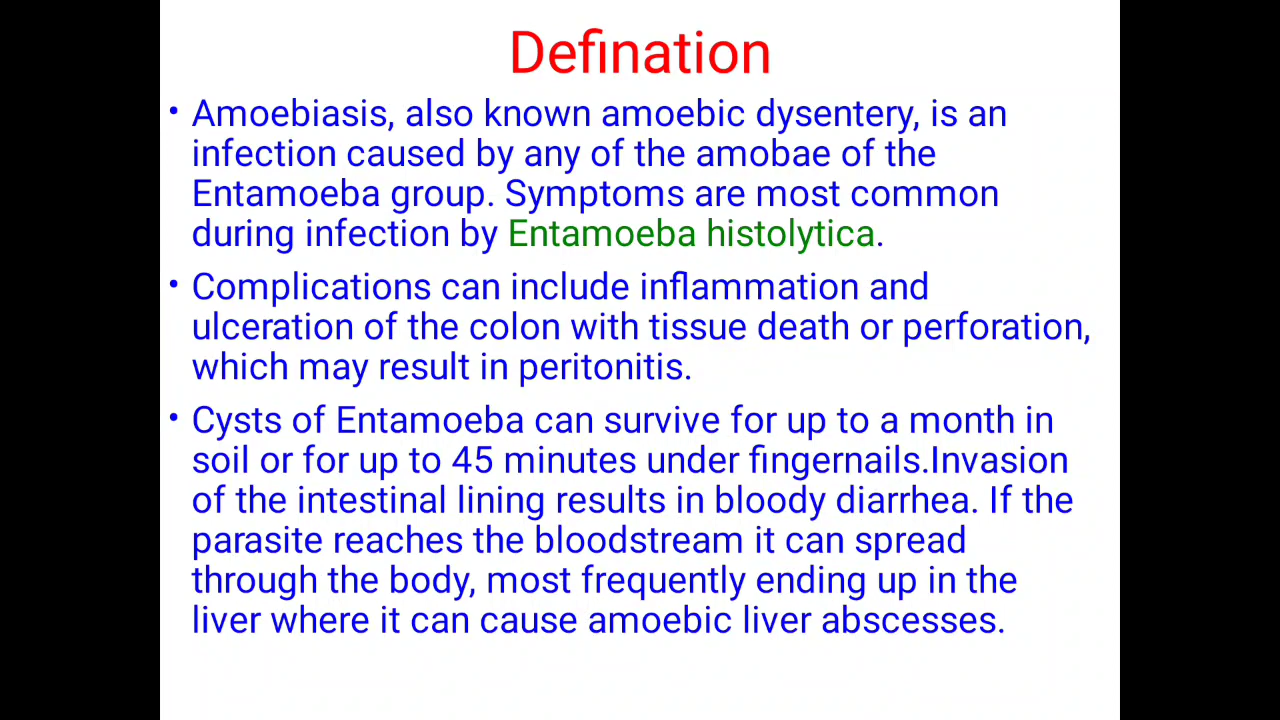 Defination
• Amoebiasis, also known amoebic dysentery, is an
infection caused by any of the amobae of the
Entamoeba group. Symptoms are most common
during infection by Entamoeba histolytica.
• Complications can include inflammation and
ulceration of the colon with tissue death or perforation,
which may result in peritonitis.
• Cysts of Entamoeba can survive for up to a month in
soil or for up to 45 minutes under fingernails.Invasion
of the intestinal lining results in bloody diarrhea. If the
parasite reaches the bloodstream it can spread
through the body, most frequently ending up in the
liver where it can cause amoebic liver abscesses.